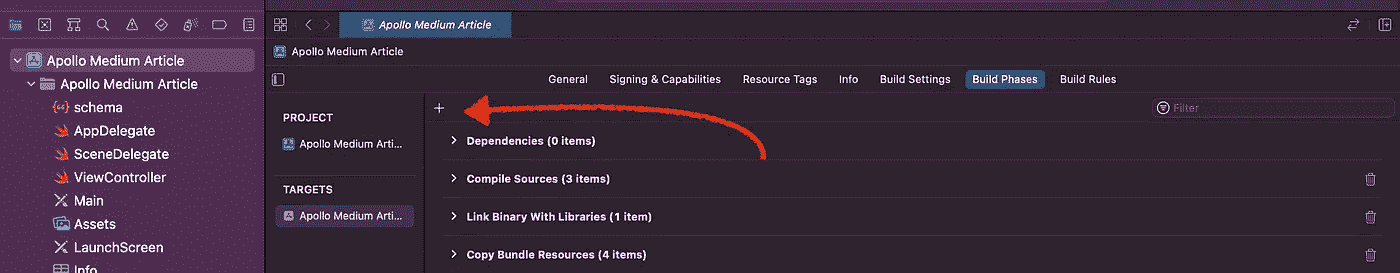 Apollo Medium Article
Apollo Medium Article
schema
AppDelegate
SceneDelegate
ViewController
Main
Assets
LaunchScreen
Info
Apollo Medium Article
Apollo Medium Article
General Signing & Capabilities Resource Tags Info Build Settings Build Phases Build Rules
PROJECT
Apollo Medium Arti...
TARGETS
Apollo Medium Arti...
+ Filter
Dependencies (0 items)
Compile Sources (3 items)
Link Binary With Libraries (1 item)
Copy Bundle Resources (4 items)